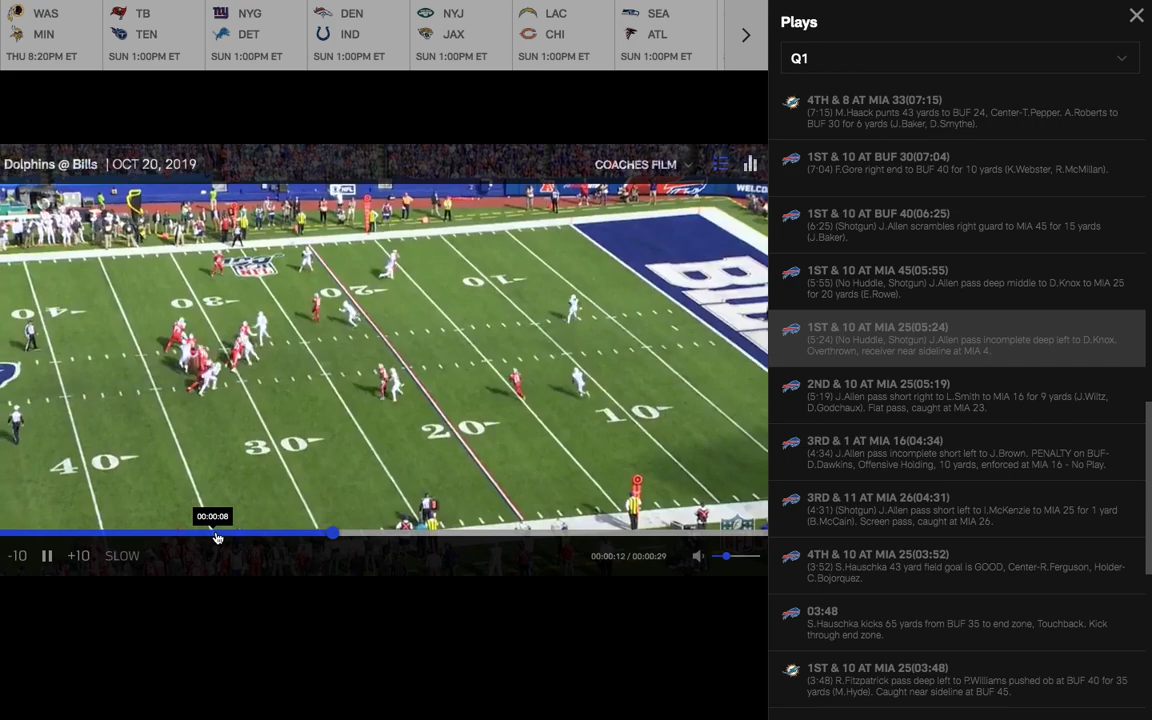 WAS
MIN
THU 8:20PM ET
TB
TEN
SUN 1:00PM ET
NYG
DET
SUN 1:00PM ET
DEN
IND
SUN 1:00PM ET
NYJ
JAX
SUN 1:00PM ET
LAC
CHI
SUN 1:00PM ET
SEA
ATL
SUN 1:00PM ET
Dolphins @ Bills | OCT 20, 2019
COACHES FILM
NFL
WELCO
BILL
40 30 20 10
40 30 20 10
00:00:08
-10
+10
SLOW
00:00:12 / 00:00:29
Plays
Q1
4TH & 8 AT MIA 33(07:15)
(7:15) M.Haack punts 43 yards to BUF 24, Center-T.Pepper. A.Roberts to
BUF 30 for 6 yards (J.Baker, D.Smythe).
1ST & 10 AT BUF 30(07:04)
(7:04) F.Gore right end to BUF 40 for 10 yards (K.Webster, R.McMillan).
1ST & 10 AT BUF 40(06:25)
(6:25) (Shotgun) J.Allen scrambles right guard to MIA 45 for 15 yards
(J.Baker).
1ST & 10 AT MIA 45(05:55)
(5:55) (No Huddle, Shotgun) J.Allen pass deep middle to D.Knox to MIA 25
for 20 yards (E.Rowe).
1ST & 10 AT MIA 25(05:24)
(5:24) (No Huddle, Shotgun) J.Allen pass incomplete deep left to D.Knox.
Overthrown, receiver near sideline at MIA 4.
2ND & 10 AT MIA 25(05:19)
(5:19) J.Allen pass short right to L.Smith to MIA 16 for 9 yards (J.Wiltz,
D.Godchaux). Flat pass, caught at MIA 23.
3RD & 1 AT MIA 16(04:34)
(4:34) J.Allen pass incomplete short left to J.Brown. PENALTY on BUF-
D.Dawkins, Offensive Holding, 10 yards, enforced at MIA 16 - No Play.
3RD & 11 AT MIA 26(04:31)
(4:31) (Shotgun) J.Allen pass short left to I.McKenzie to MIA 25 for 1 yard
(B.McCain). Screen pass, caught at MIA 26.
4TH & 10 AT MIA 25(03:52)
(3:52) S.Hauschka 43 yard field goal is GOOD, Center-R.Ferguson, Holder-
C.Bojorquez.
03:48
S.Hauschka kicks 65 yards from BUF 35 to end zone, Touchback. Kick
through end zone.
1ST & 10 AT MIA 25(03:48)
(3:48) R.Fitzpatrick pass deep left to P.Williams pushed ob at BUF 40 for 35
yards (M.Hyde). Caught near sideline at BUF 45.